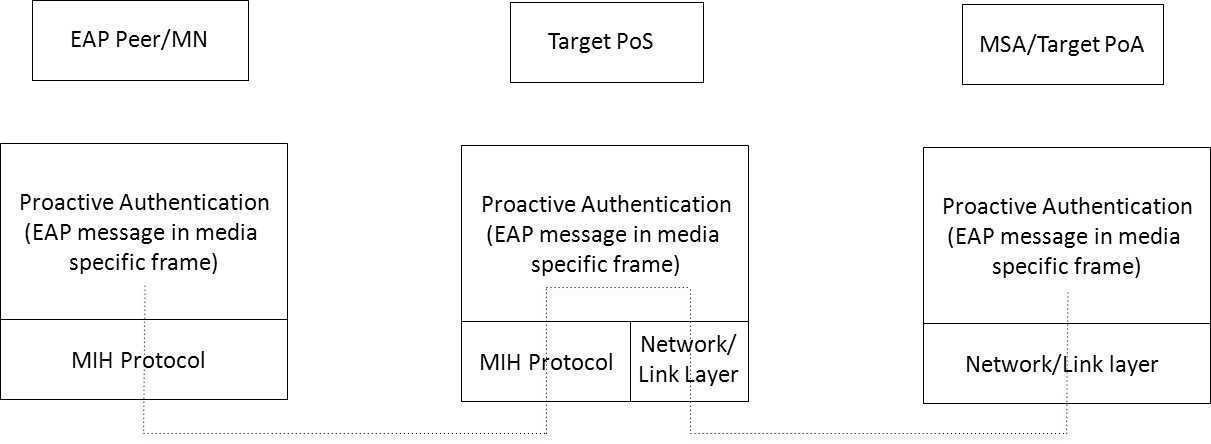 EAP Peer/MN
Target PoS
MSA/Target PoA
Proactive Authentication
(EAP message in media
specific frame)
MIH Protocol
Proactive Authentication
(EAP message in media
specific frame)
MIH Protocol
Network/
Link Layer
Proactive Authentication
(EAP message in media
specific frame)
Network/Link layer